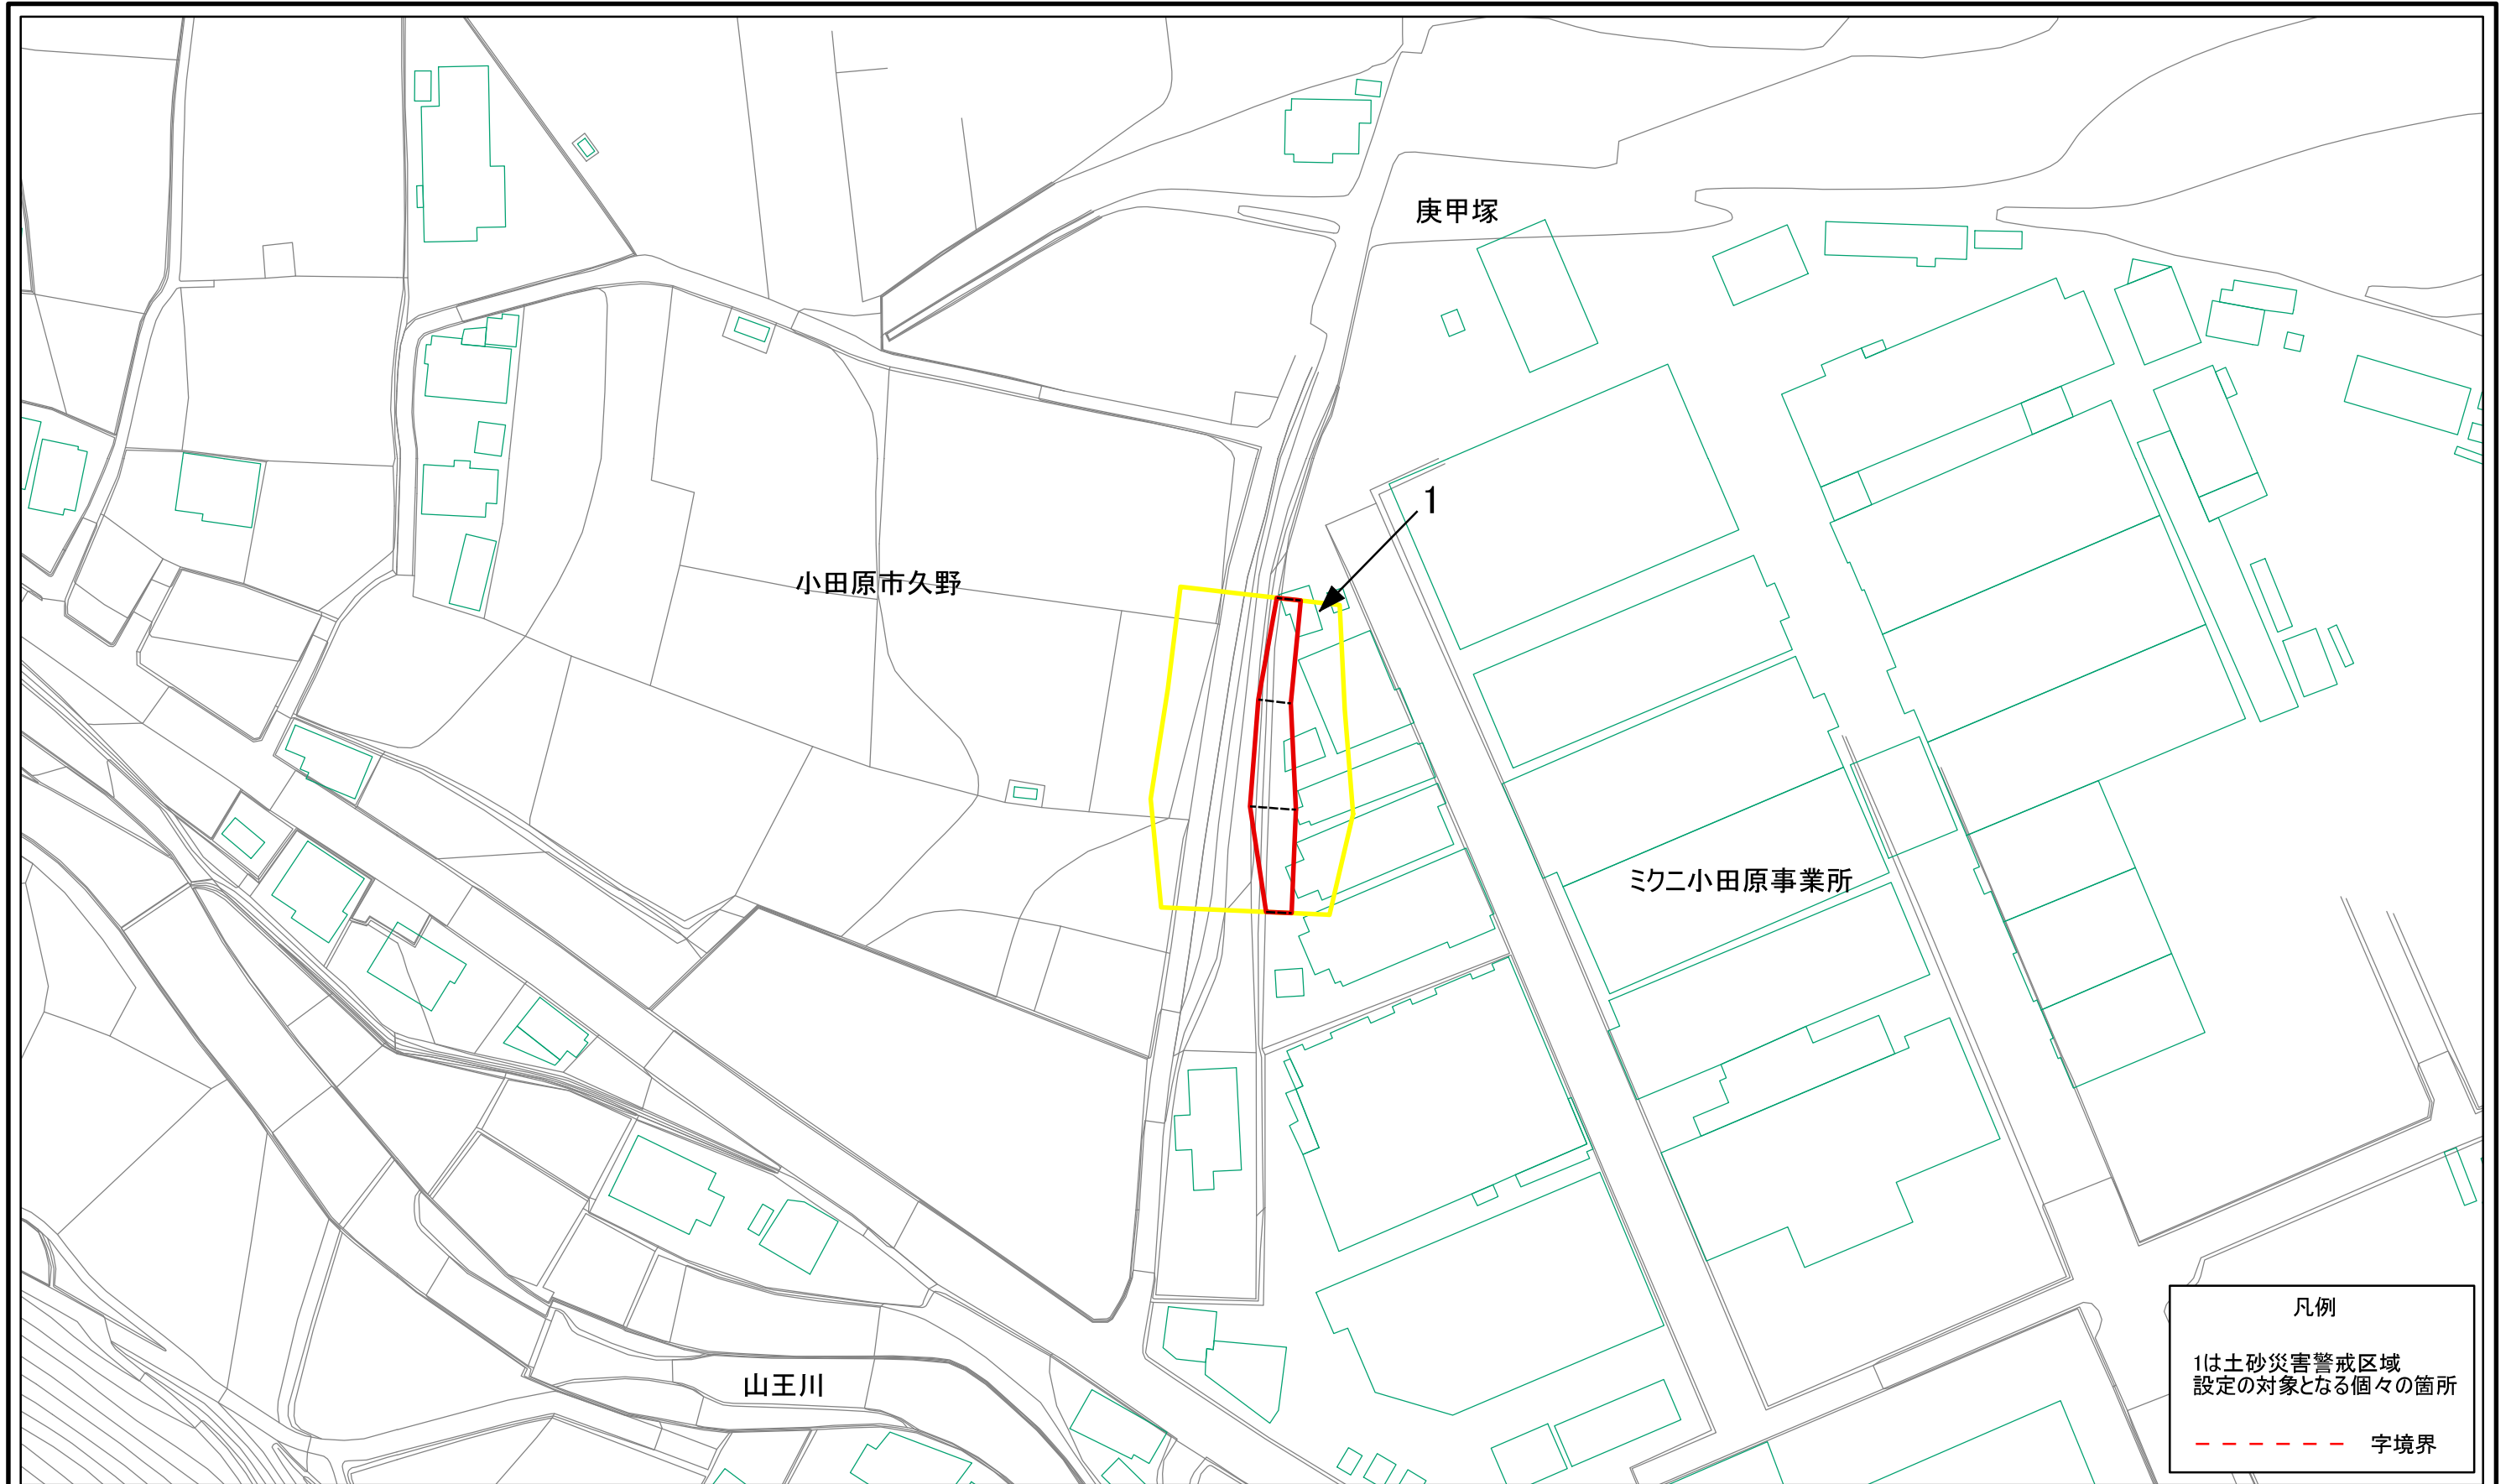 庚甲塚
1
小田原市久野
ミクニ小田原事業所
山王川
凡例
1は土砂災害警戒区域
設定の対象となる個々の箇所
字境界